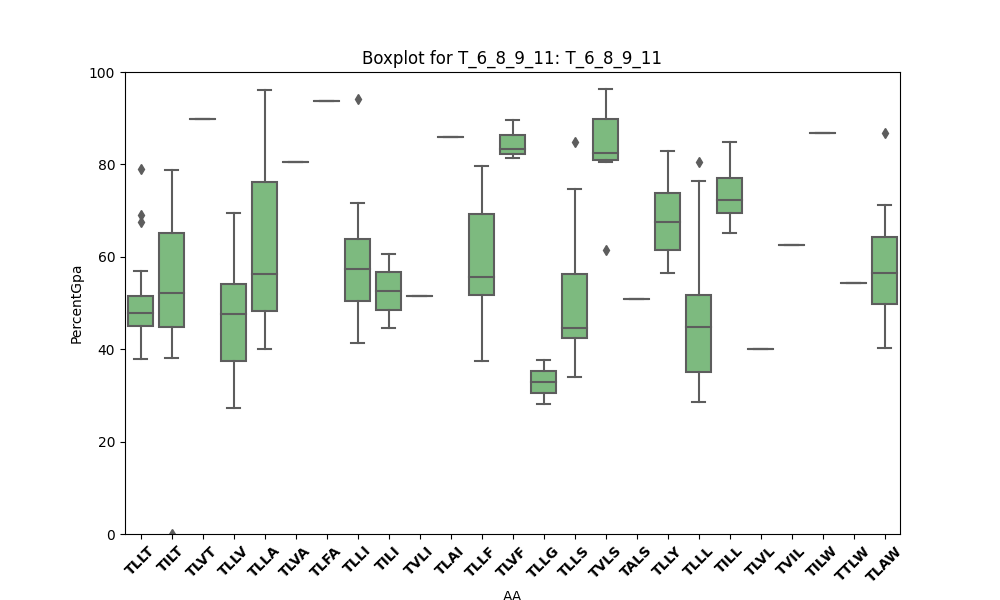 Boxplot for T_6_8_9_11: T_6_8_9_11
100
80
60
40
20
0
PercentGpa
TLLT TILT TLVT TLLV TLLA TLVA TLFA TLLI TILI TVLI TLAI TLLF TLVF TLLG TLLS TVLS TALS TLLY TLLL TILL TLVL TVIL TILW TTLW TLAW
AA